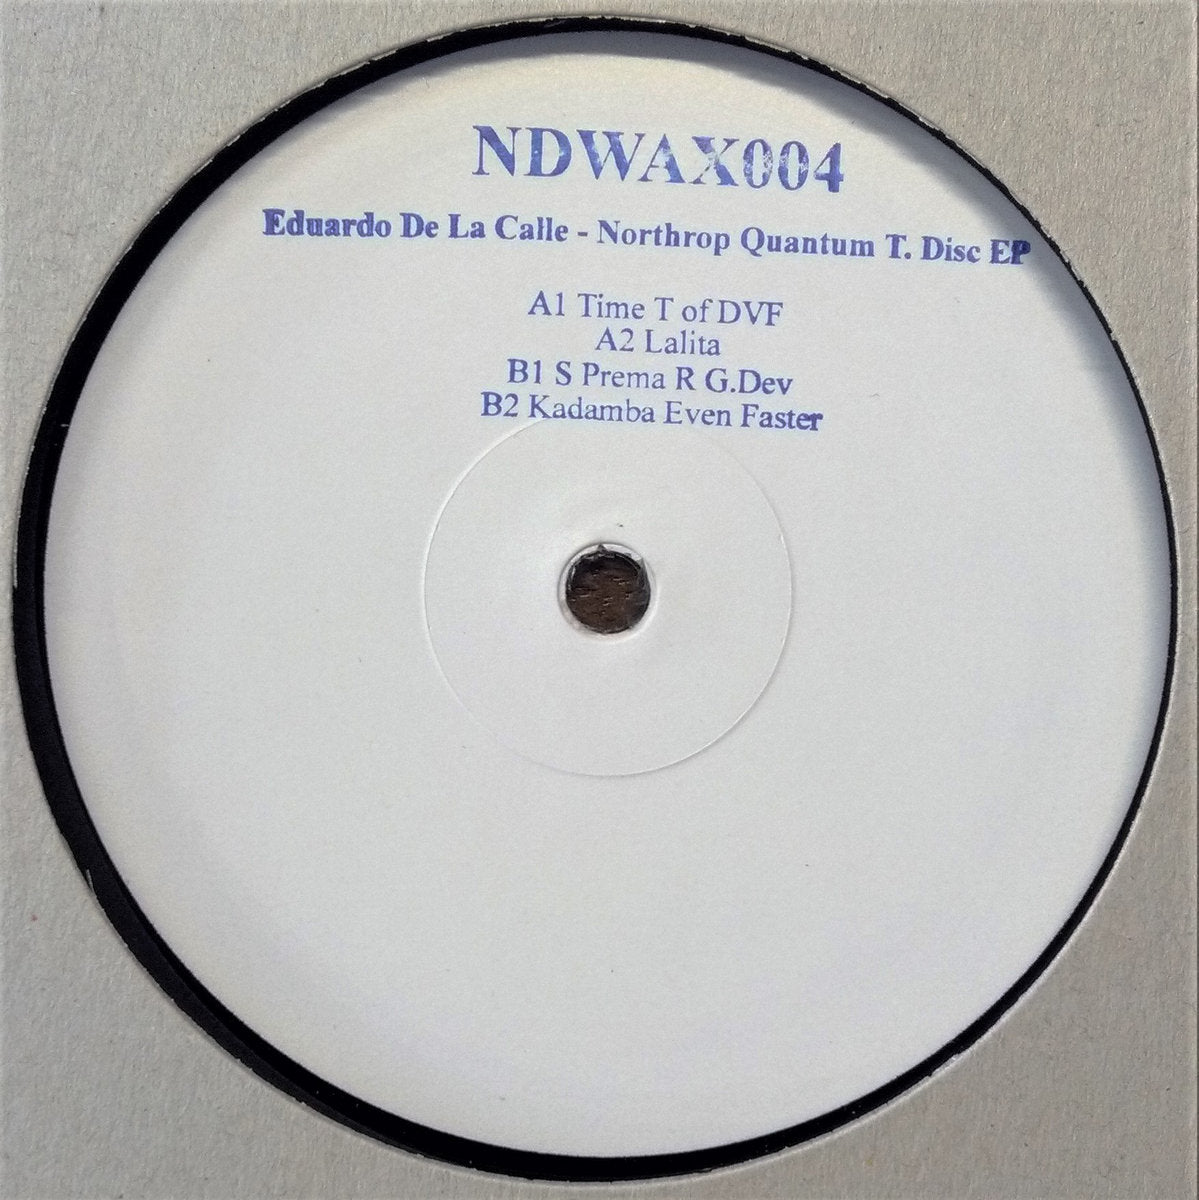 NDWAX004
Eduardo De La Calle - Northrop Quantum T. Disc EP
A1 Time T of DVF
A2 Lalita
B1 S Prema R G.Dev
B2 Kadamba Even Faster